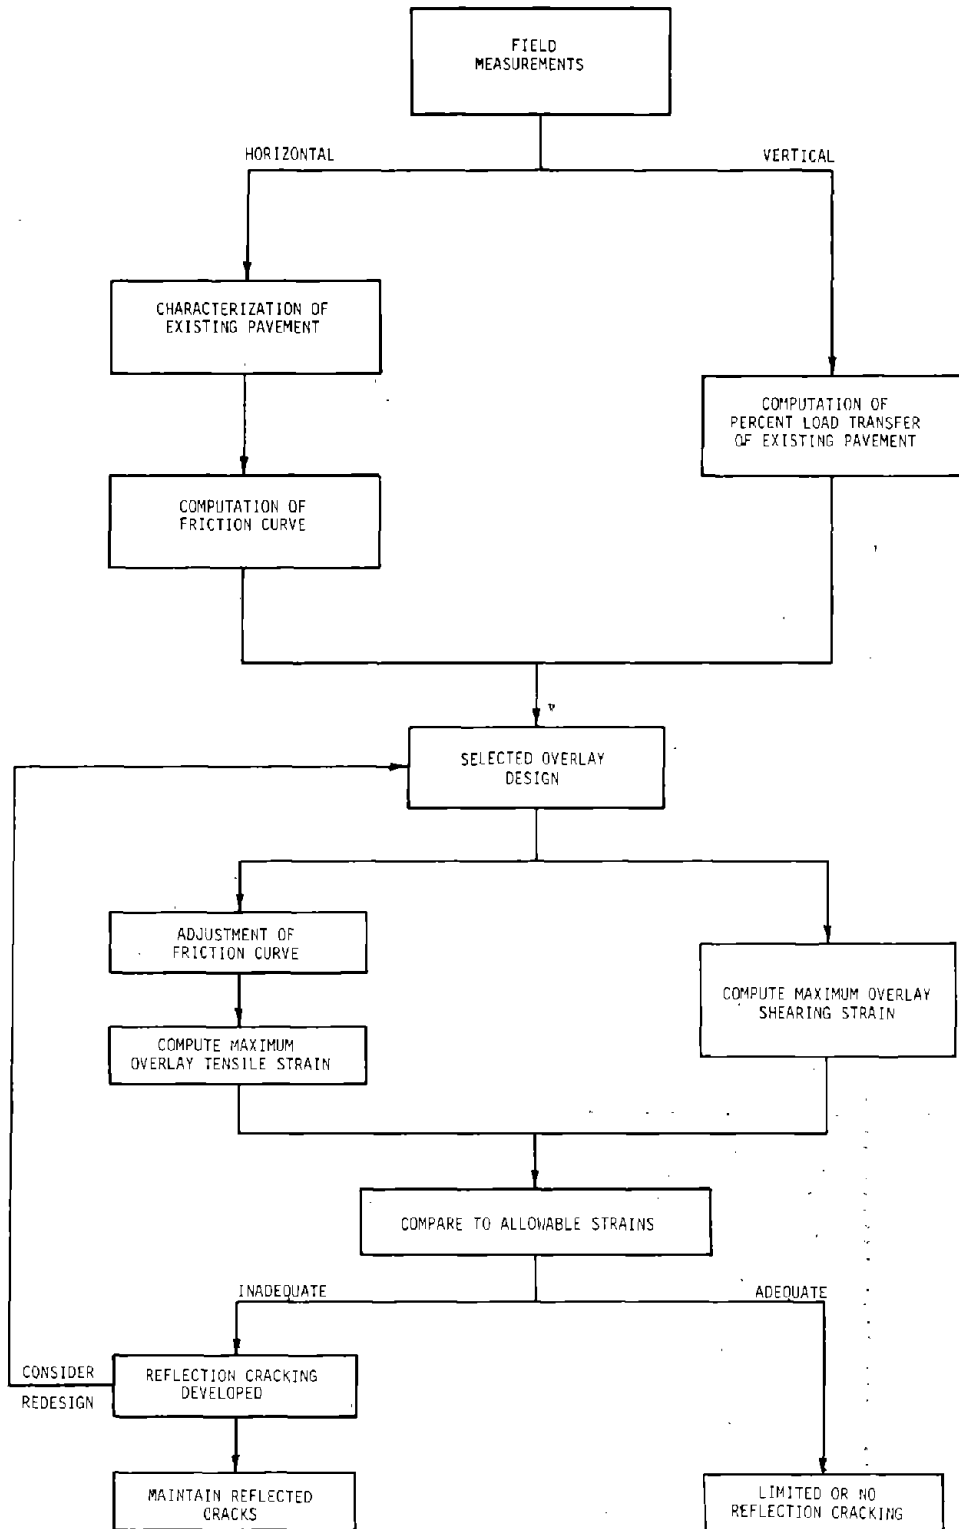 FIELD
MEASUREMENTS
HORIZONTAL
VERTICAL
CHARACTERIZATION OF
EXISTING PAVEMENT
COMPUTATION OF
PERCENT LOAD TRANSFER
OF EXISTING PAVEMENT
COMPUTATION OF
FRICTION CURVE
SELECTED OVERLAY
DESIGN
ADJUSTMENT OF
FRICTION CURVE
COMPUTE MAXIMUM OVERLAY
SHEARING STRAIN
COMPUTE MAXIMUM
OVERLAY TENSILE STRAIN
COMPARE TO ALLOWABLE STRAINS
INADEQUATE
ADEQUATE
CONSIDER
REDESIGN
REFLECTION CRACKING
DEVELOPED
MAINTAIN REFLECTED
CRACKS
LIMITED OR NO
REFLECTION CRACKING